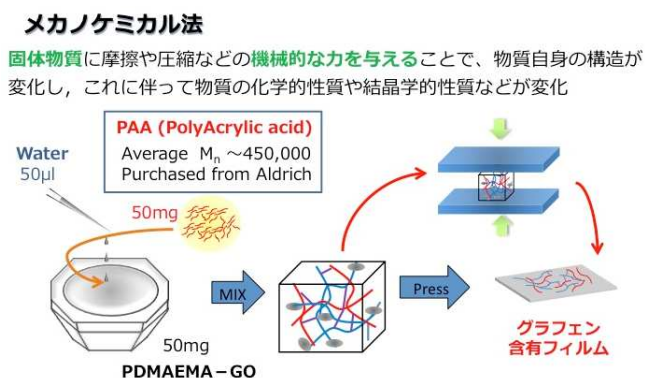 メカノケミカル法
固体物質に摩擦や圧縮などの機械的な力を与えることで、物質自身の構造が
変化し，これに伴って物質の化学的性質や結晶学的性質などが変化
PAA (PolyAcrylic acid)
Average Mn ～450,000
Purchased from Aldrich
Water
50μl
50mg
MIX
Press
50mg
PDMAEMA－GO
グラフェン
含有フィルム